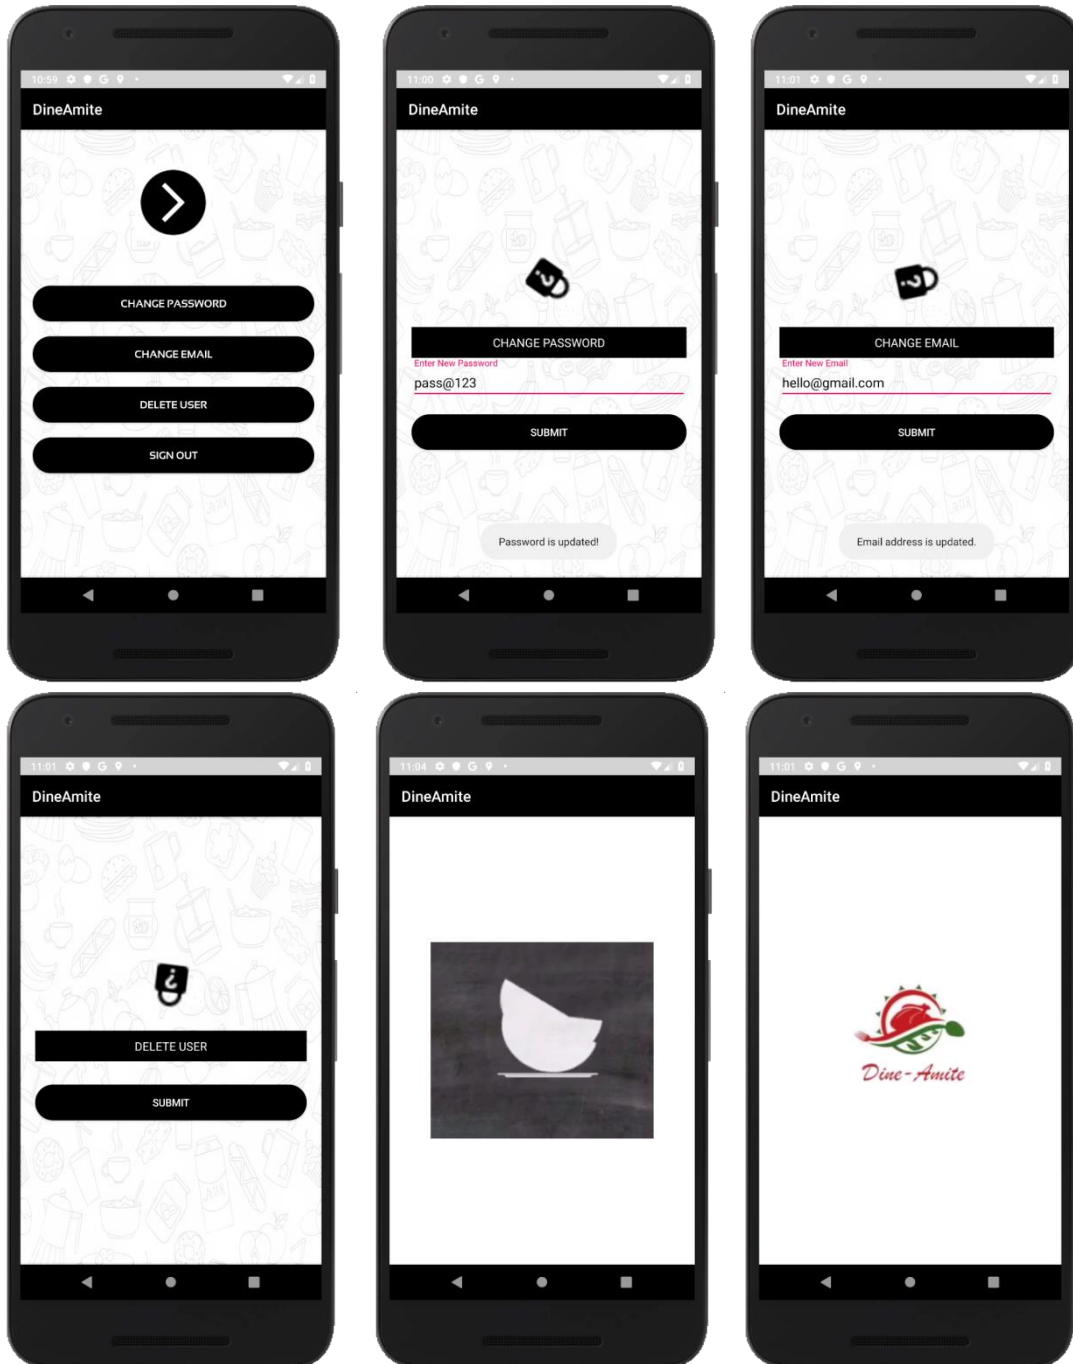 10:59
DineAmite
CHANGE PASSWORD
CHANGE EMAIL
DELETE USER
SIGN OUT
11:00
DineAmite
CHANGE PASSWORD
Enter New Password
pass@123
SUBMIT
Password is updated!
11:01
DineAmite
CHANGE EMAIL
Enter New Email
hello@gmail.com
SUBMIT
Email address is updated.
11:01
DineAmite
DELETE USER
SUBMIT
11:04
DineAmite
11:01
DineAmite
Dine-Amite